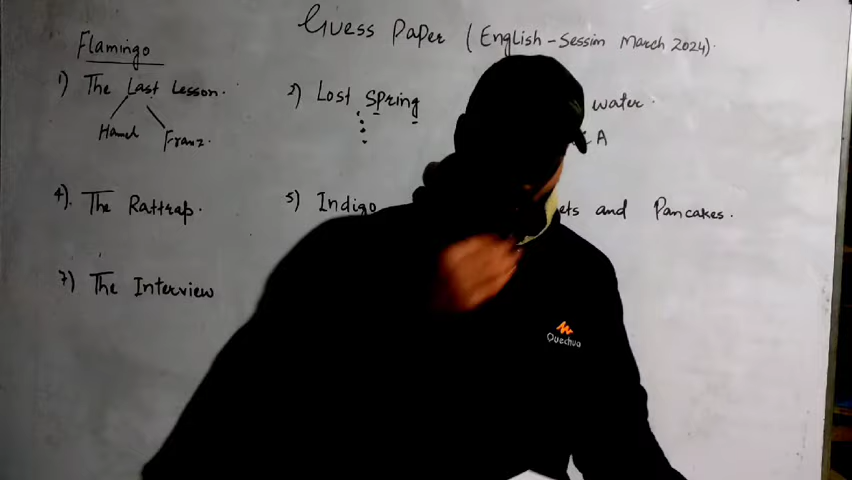 Guess Paper (English - Sessim March 2024).
Flamingo
1) The Last Lesson.
2) Lost Spring
water.
Hamel
Franz.
A
4). The Rattrap.
5) Indigo
ets and Pancakes.
7) The Interview
Quechua